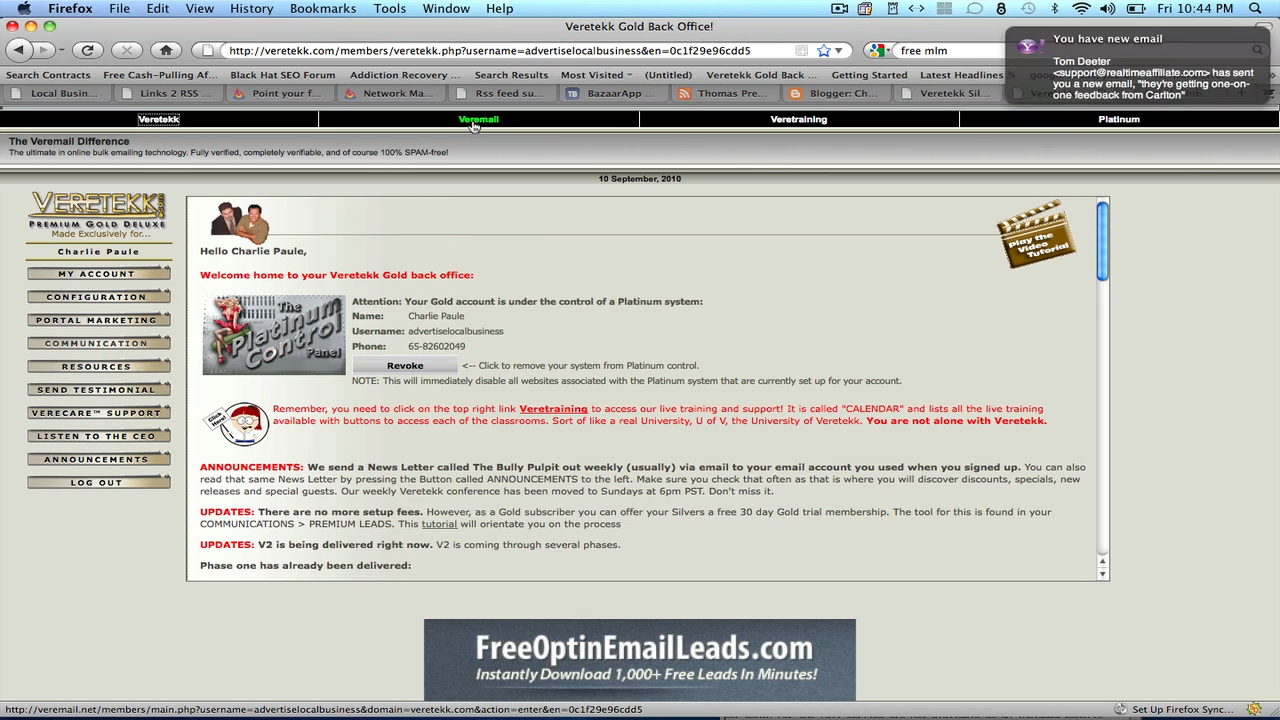 Firefox File Edit View History Bookmarks Tools Window Help
Fri 10:44 PM
Veretekk Gold Back Office!
http://veretekk.com/members/veretekk.php?username=advertiselocalbusiness&en=0c1f29e96cdd5
free mlm
You have new email
Tom Deeter
<support@realtimeaffiliate.com> has sent
you a new email, "they're getting one-on-
one feedback from Carlton"
Search Contracts Free Cash-Pulling Af... Black Hat SEO Forum Addiction Recovery ... Search Results Most Visited (Untitled) Veretekk Gold Back ... Getting Started Latest Headlines
Local Busin... Links 2 RSS ... Point your f... Network Ma... Rss feed su... BazaarApp ... Thomas Pre... Blogger: Ch... Veretekk Sil...
Veretekk Veremail Veretraining Platinum
The Veremail Difference
The ultimate in online bulk emailing technology. Fully verified, completely verifiable, and of course 100% SPAM-free!
10 September, 2010
VERETEKK.com
PREMIUM GOLD DELUXE
Made Exclusively for...
Charlie Paule
MY ACCOUNT
CONFIGURATION
PORTAL MARKETING
COMMUNICATION
RESOURCES
SEND TESTIMONIAL
VERECARE™ SUPPORT
LISTEN TO THE CEO
ANNOUNCEMENTS
LOG OUT
Play the
Video
Tutorial
Hello Charlie Paule,
Welcome home to your Veretekk Gold back office:
The
Platinum
Control
Panel
Attention: Your Gold account is under the control of a Platinum system:
Name: Charlie Paule
Username: advertiselocalbusiness
Phone: 65-82602049
Revoke <-- Click to remove your system from Platinum control.
NOTE: This will immediately disable all websites associated with the Platinum system that are currently set up for your account.
Click
Here!
Remember, you need to click on the top right link Veretraining to access our live training and support! It is called "CALENDAR" and lists all the live training
available with buttons to access each of the classrooms. Sort of like a real University, U of V, the University of Veretekk. You are not alone with Veretekk.
ANNOUNCEMENTS: We send a News Letter called The Bully Pulpit out weekly (usually) via email to your email account you used when you signed up. You can also
read that same News Letter by pressing the Button called ANNOUNCEMENTS to the left. Make sure you check that often as that is where you will discover discounts, specials, new
releases and special guests. Our weekly Veretekk conference has been moved to Sundays at 6pm PST. Don't miss it.
UPDATES: There are no more setup fees. However, as a Gold subscriber you can offer your Silvers a free 30 day Gold trial membership. The tool for this is found in your
COMMUNICATIONS > PREMIUM LEADS. This tutorial will orientate you on the process
UPDATES: V2 is being delivered right now. V2 is coming through several phases.
Phase one has already been delivered:
FreeOptinEmailLeads.com
Instantly Download 1,000+ Free Leads In Minutes!
http://veremail.net/members/main.php?username=advertiselocalbusiness&domain=veretekk.com&action=enter&en=0c1f29e96cdd5
Set Up Firefox Sync...